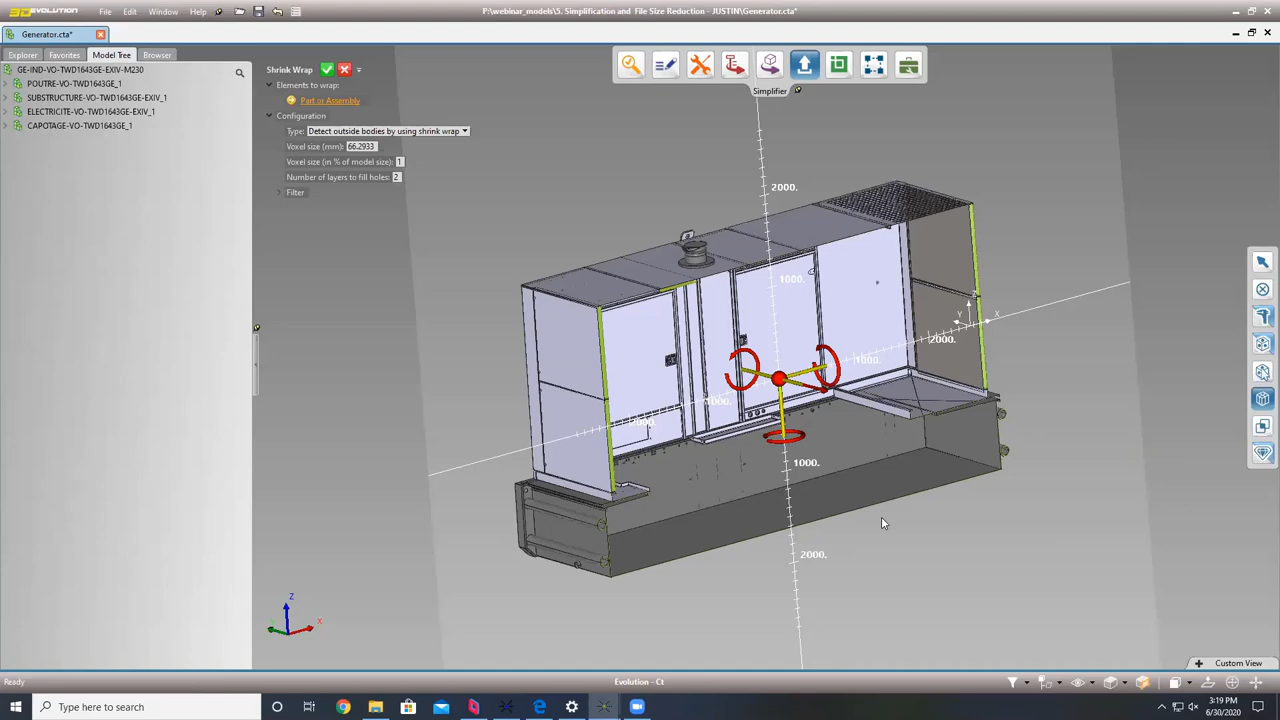 3DEVOLUTION File Edit Window Help P:\webinar_models\5. Simplification and File Size Reduction - JUSTIN\Generator.cta*
Generator.cta*
Explorer Favorites Model Tree Browser
GE-IND-VO-TWD1643GE-EXIV-M230
POUTRE-VO-TWD1643GE_1
SUBSTRUCTURE-VO-TWD1643GE-EXIV_1
ELECTRICITE-VO-TWD1643GE-EXIV_1
CAPOTAGE-VO-TWD1643GE_1
Shrink Wrap
Elements to wrap:
Part or Assembly
Configuration
Type: Detect outside bodies by using shrink wrap
Voxel size (mm): 66.2933
Voxel size (in % of model size): 1
Number of layers to fill holes: 2
Filter
Simplifier
2000.
1000.
Y X
2000.
1000.
1000.
2000.
1000.
2000.
Z
X
Custom View
Ready Evolution - Ct
Type here to search
3:19 PM
6/30/2020